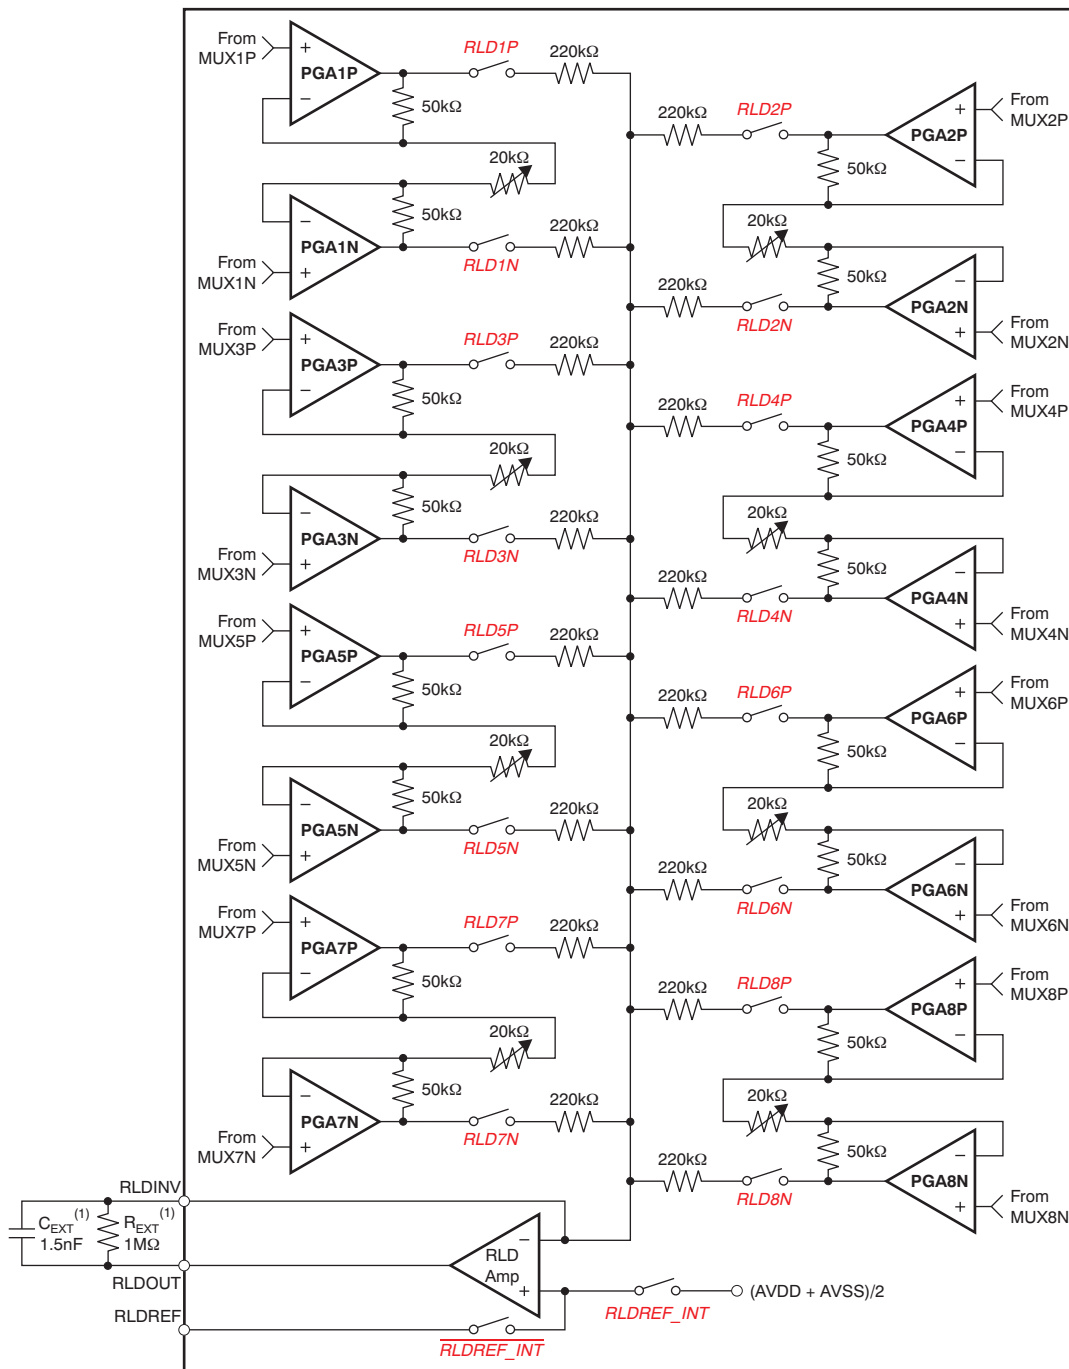 From
MUX1P
+
PGA1P
−
50kΩ
RLD1P
220kΩ
20kΩ
−
PGA1N
+
50kΩ
From
MUX1N
RLD1N
220kΩ
From
MUX3P
+
PGA3P
−
50kΩ
RLD3P
220kΩ
20kΩ
−
PGA3N
+
50kΩ
From
MUX3N
RLD3N
220kΩ
From
MUX5P
+
PGA5P
−
50kΩ
RLD5P
220kΩ
20kΩ
−
PGA5N
+
50kΩ
From
MUX5N
RLD5N
220kΩ
From
MUX7P
+
PGA7P
−
50kΩ
RLD7P
220kΩ
20kΩ
−
PGA7N
+
50kΩ
From
MUX7N
RLD7N
220kΩ
220kΩ
RLD2P
50kΩ
+
PGA2P
−
From
MUX2P
20kΩ
220kΩ
RLD2N
50kΩ
−
PGA2N
+
From
MUX2N
220kΩ
RLD4P
50kΩ
+
PGA4P
−
From
MUX4P
20kΩ
220kΩ
RLD4N
50kΩ
−
PGA4N
+
From
MUX4N
220kΩ
RLD6P
50kΩ
+
PGA6P
−
From
MUX6P
20kΩ
220kΩ
RLD6N
50kΩ
−
PGA6N
+
From
MUX6N
220kΩ
RLD8P
50kΩ
+
PGA8P
−
From
MUX8P
20kΩ
220kΩ
RLD8N
50kΩ
−
PGA8N
+
From
MUX8N
RLDINV
CEXT(1)
1.5nF
REXT(1)
1MΩ
RLDOUT
RLDREF
−
RLD
Amp
+
RLDREF_INT
RLDREF_INT
(AVDD + AVSS)/2